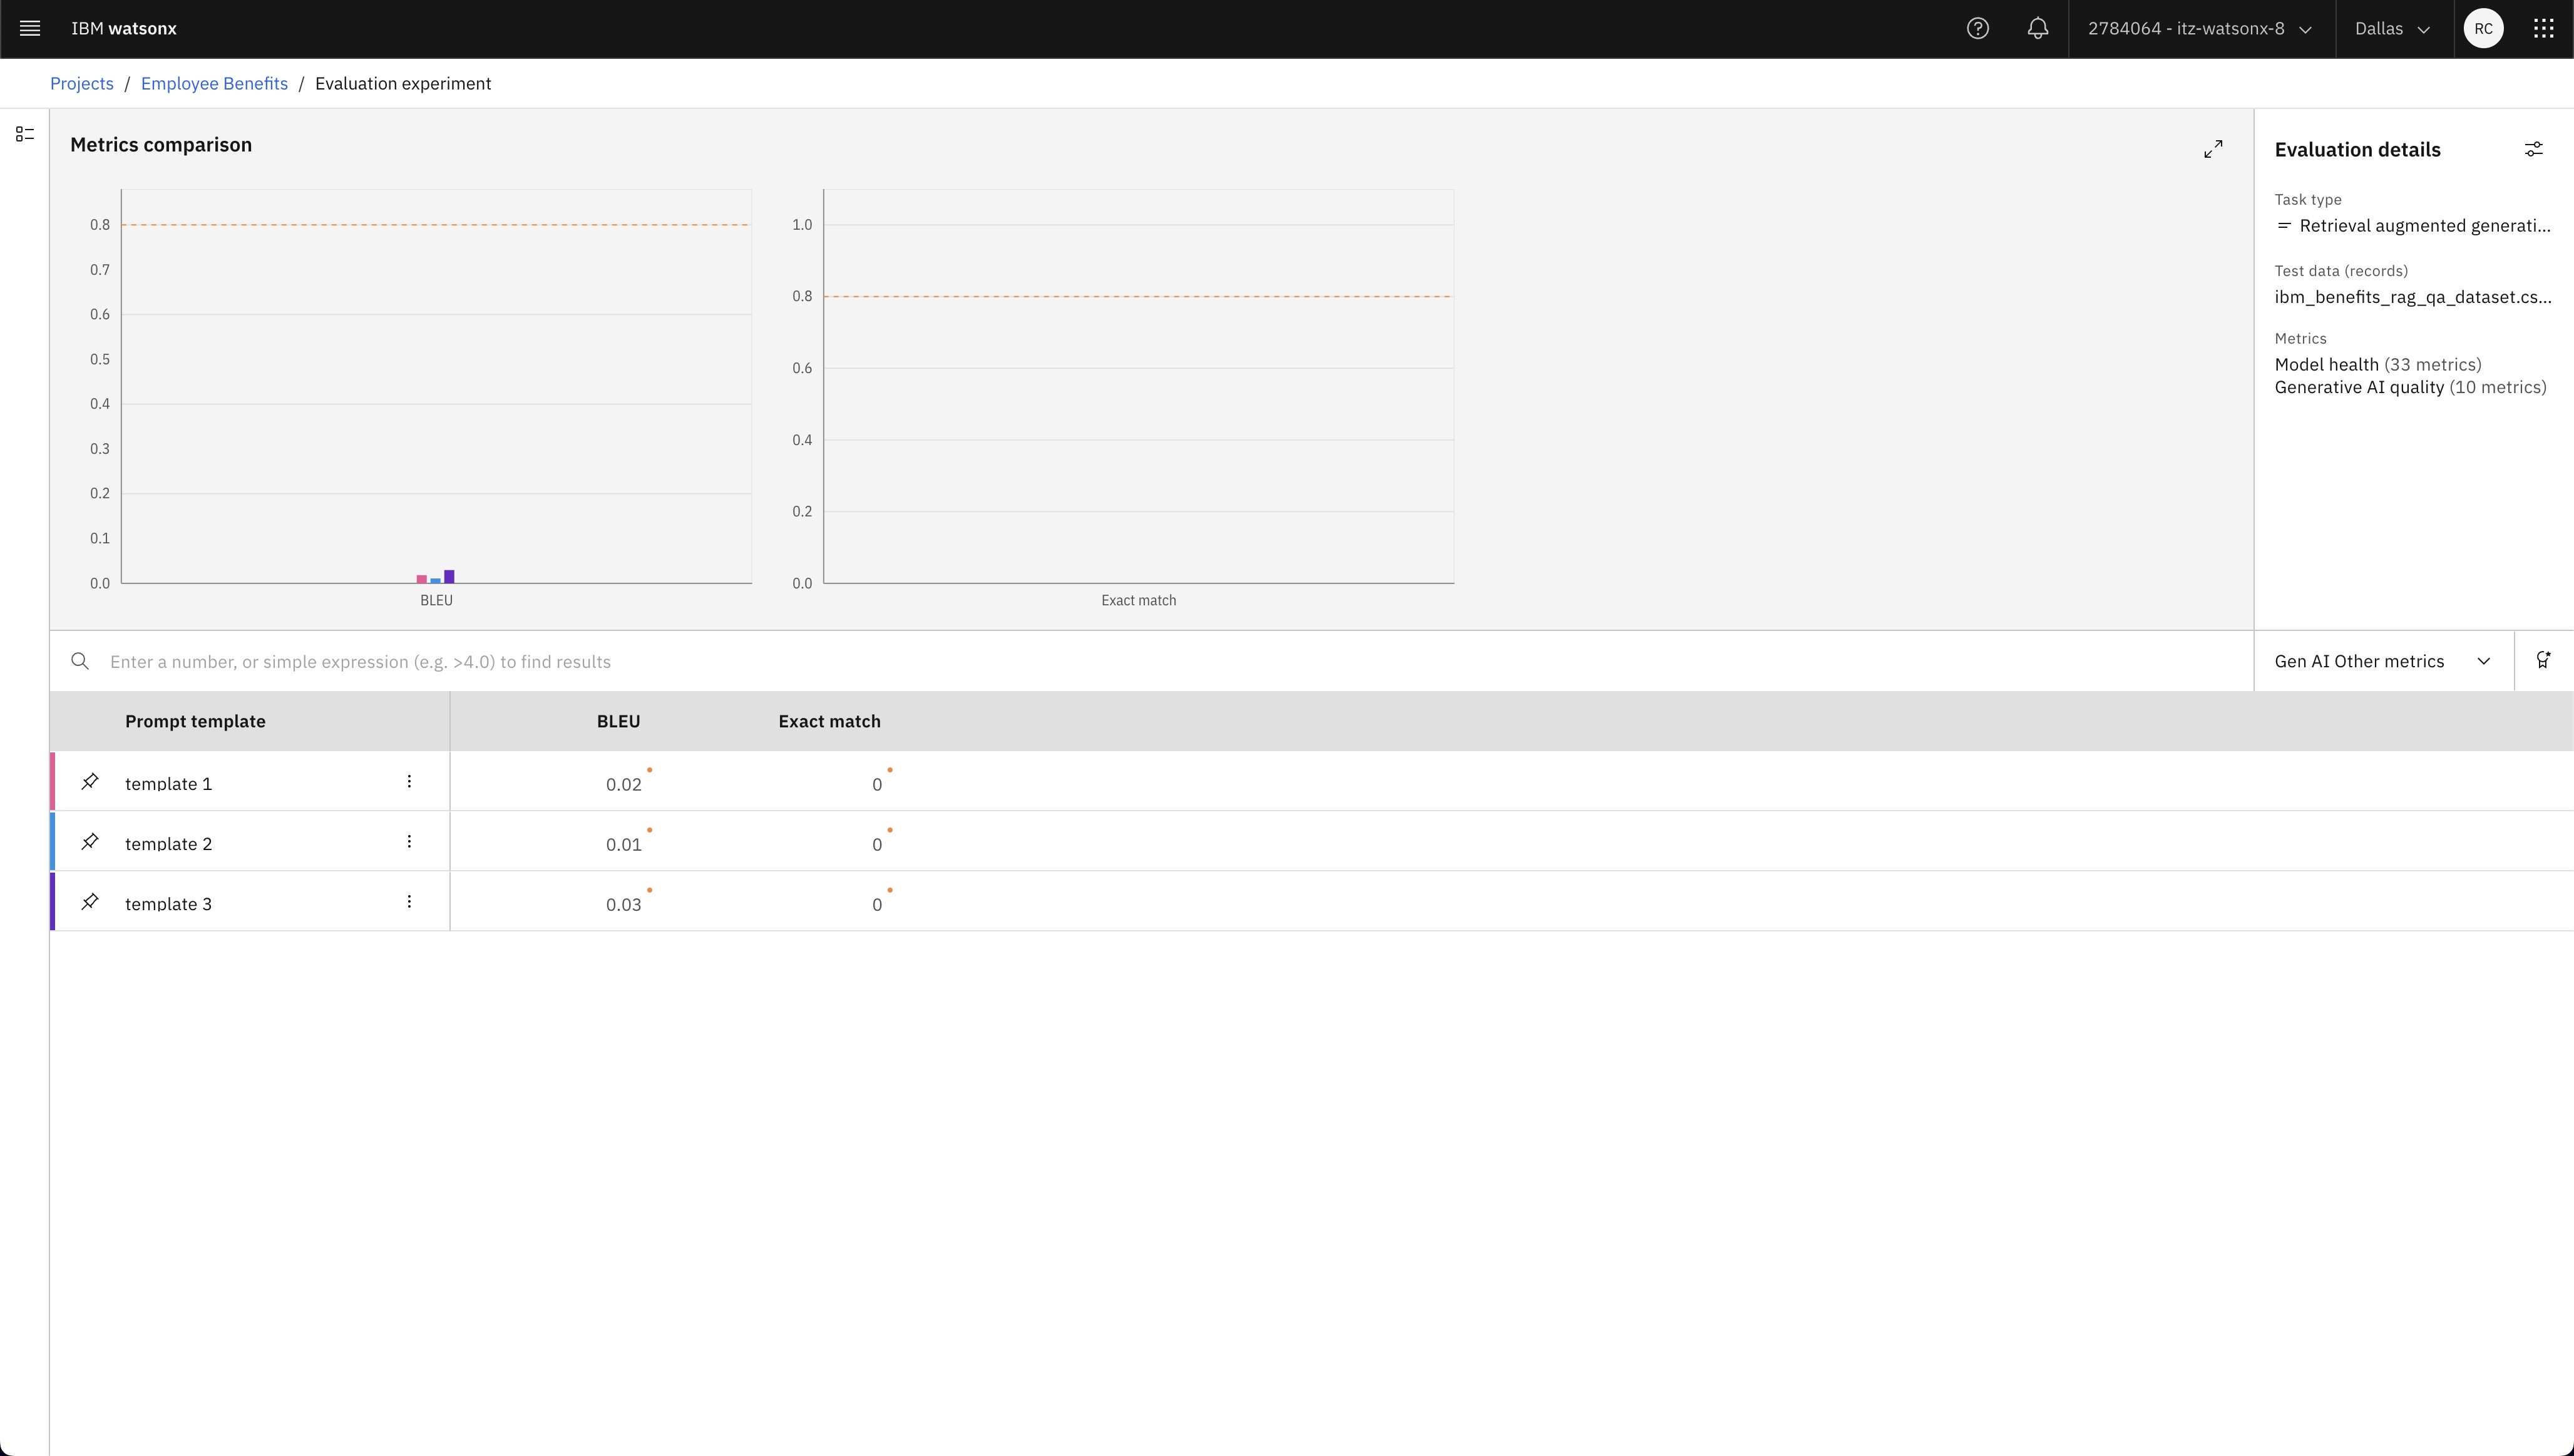 IBM watsonx
2784064 - itz-watsonx-8
Dallas
RC
Projects / Employee Benefits / Evaluation experiment
Metrics comparison
0.8
0.7
0.6
0.5
0.4
0.3
0.2
0.1
0.0
BLEU
1.0
0.8
0.6
0.4
0.2
0.0
Exact match
Evaluation details
Task type
Retrieval augmented generati...
Test data (records)
ibm_benefits_rag_qa_dataset.cs...
Metrics
Model health (33 metrics)
Generative AI quality (10 metrics)
Enter a number, or simple expression (e.g. >4.0) to find results
Gen AI Other metrics
Prompt template BLEU Exact match
template 1 0.02 0
template 2 0.01 0
template 3 0.03 0